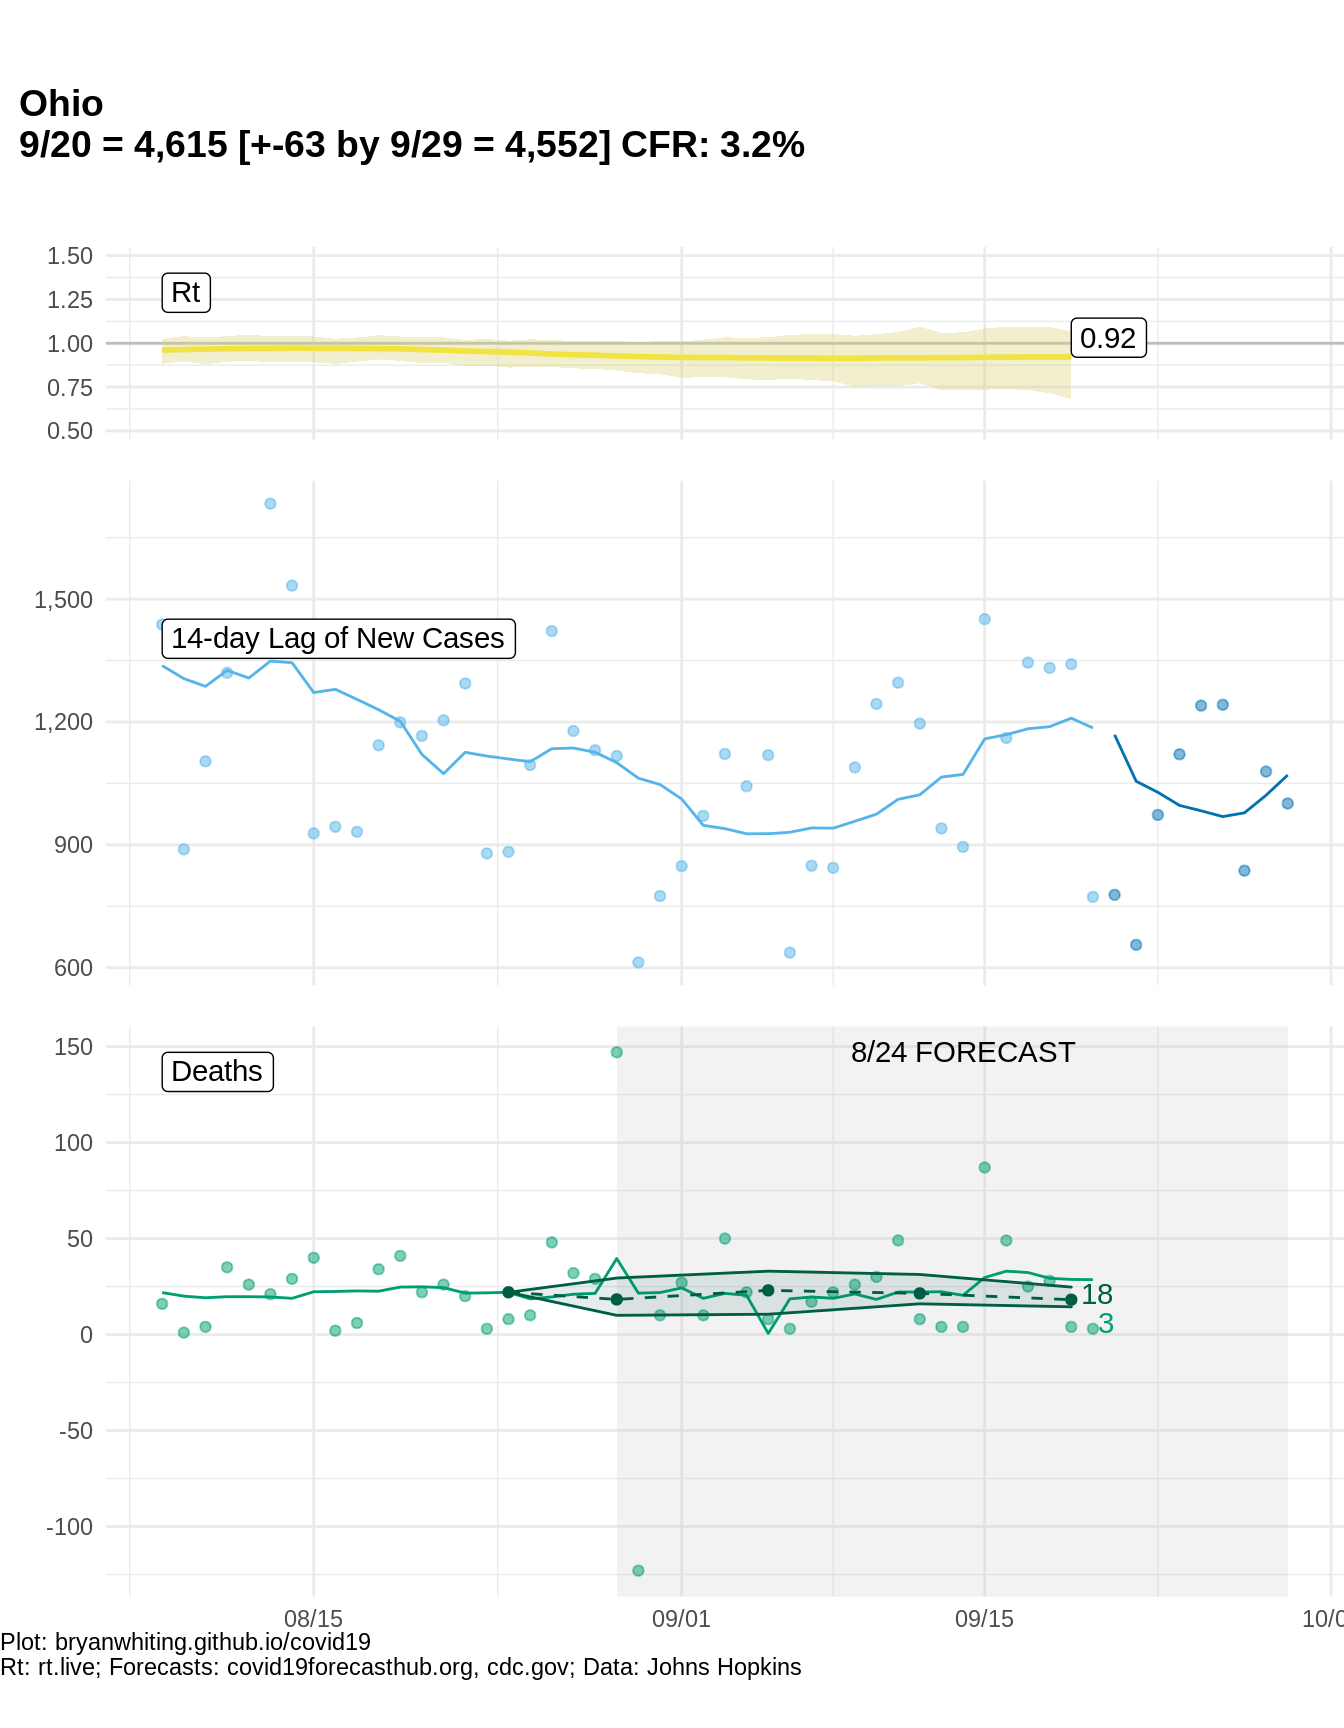 Ohio
9/20 = 4,615 [+-63 by 9/29 = 4,552] CFR: 3.2%
1.50
1.25
1.00
0.75
0.50
Rt
0.92
1,500
1,200
900
600
14-day Lag of New Cases
150
100
50
0
-50
-100
Deaths
8/24 FORECAST
18
3
08/15
09/01
09/15
10/0
Plot: bryanwhiting.github.io/covid19
Rt: rt.live; Forecasts: covid19forecasthub.org, cdc.gov; Data: Johns Hopkins